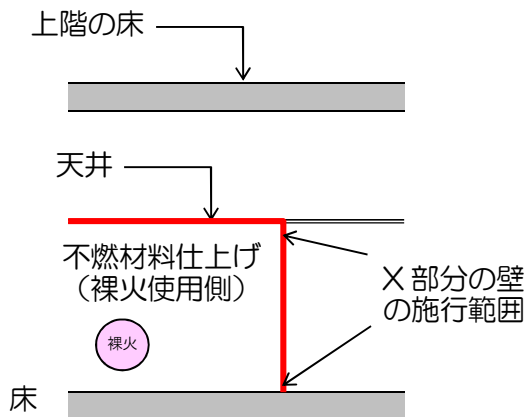 上階の床
天井
不燃材料仕上げ
（裸火使用側）
裸火
X部分の壁
の施行範囲
床